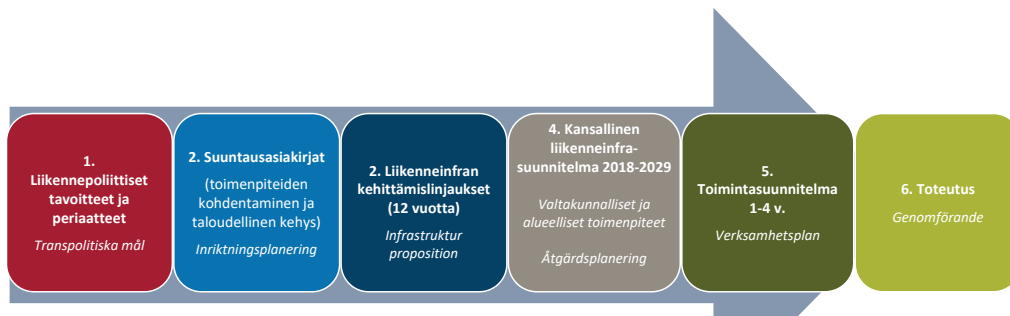 1.
Liikennepoliittiset
tavoitteet ja
periaatteet
Transpolitiska mål
2. Suuntausasiakirjat
(toimenpiteiden
kohdentaminen ja
taloudellinen kehys)
Inriktningsplanering
2. Liikenneinfran
kehittämislinjaukset
(12 vuotta)
Infrastruktur
proposition
4. Kansallinen
liikenneinfra-
suunnitelma 2018-2029
Valtakunnalliset ja
alueelliset toimenpiteet
Åtgärdsplanering
5.
Toimintasuunnitelma
1-4 v.
Verksamhetsplan
6. Toteutus
Genomförande